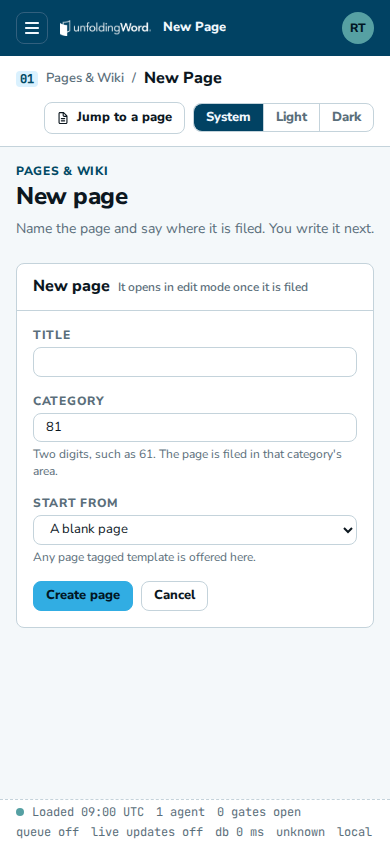 unfoldingWord. New Page RT
01 Pages & Wiki / New Page
Jump to a page System Light Dark
PAGES & WIKI
New page
Name the page and say where it is filed. You write it next.
New page It opens in edit mode once it is filed
TITLE
CATEGORY
81
Two digits, such as 61. The page is filed in that category's
area.
START FROM
A blank page
Any page tagged template is offered here.
Create page Cancel
Loaded 09:00 UTC 1 agent 0 gates open
queue off live updates off db 0 ms unknown local